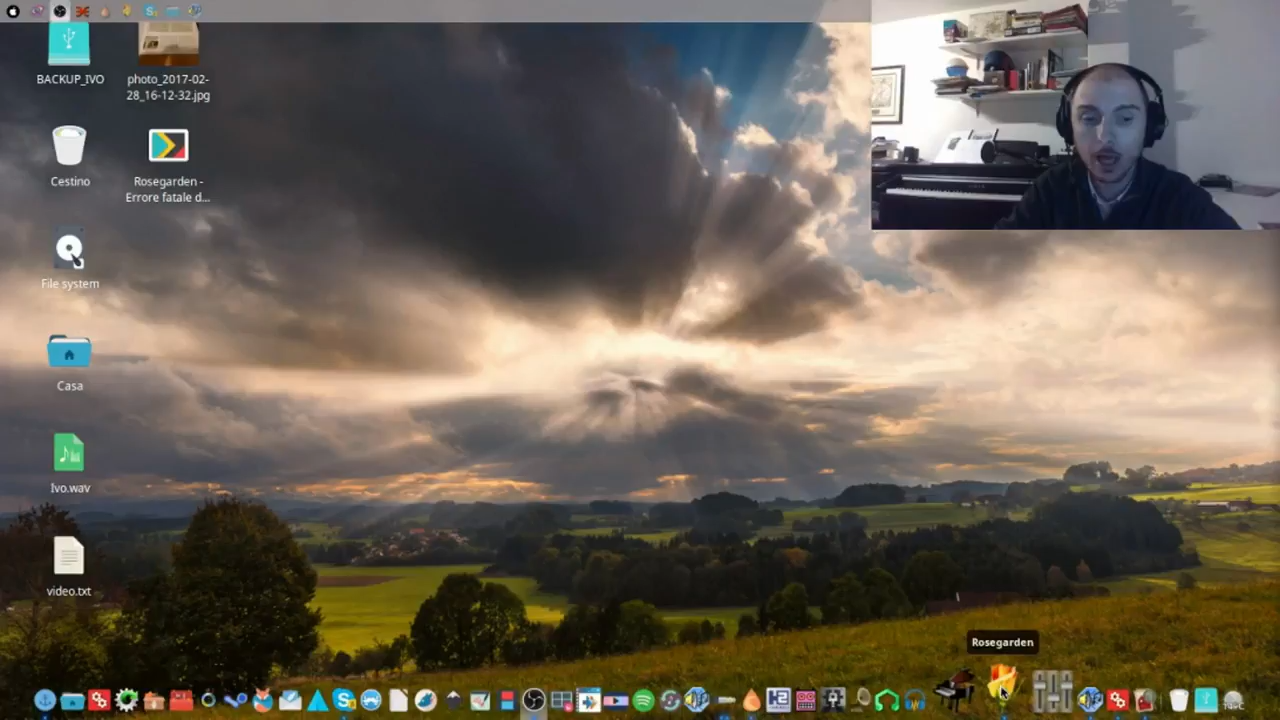 BACKUP_IVO
photo_2017-02-
28_16-12-32.jpg
Cestino
Rosegarden -
Errore fatale d...
File system
Casa
Ivo.wav
video.txt
Rosegarden